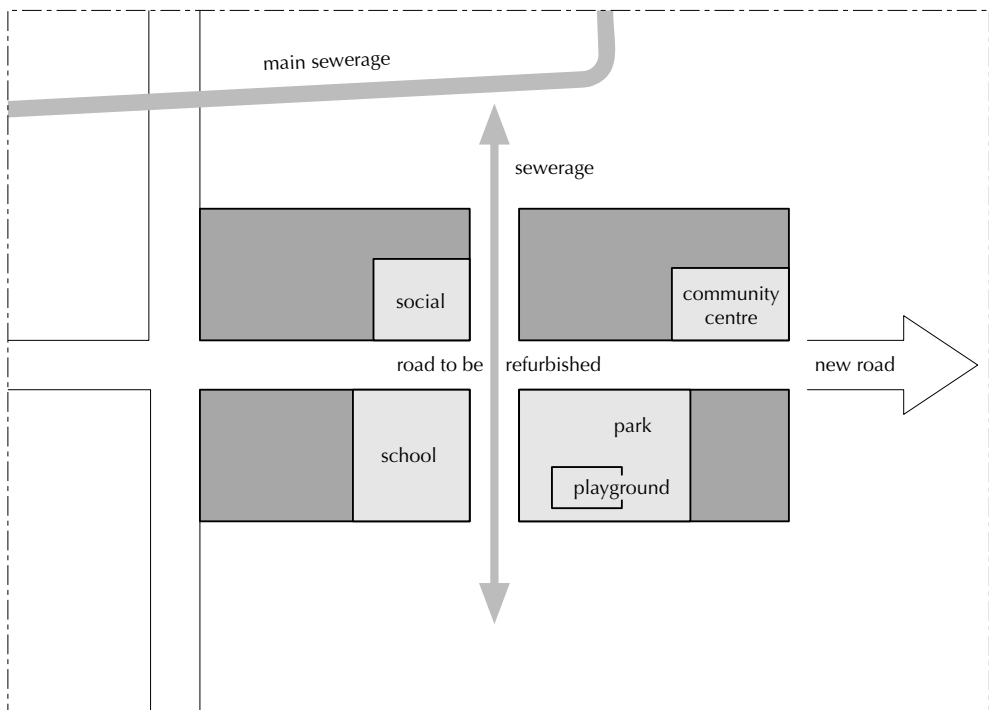 main sewerage
sewerage
social
community
centre
road to be refurbished
new road
park
school
playground